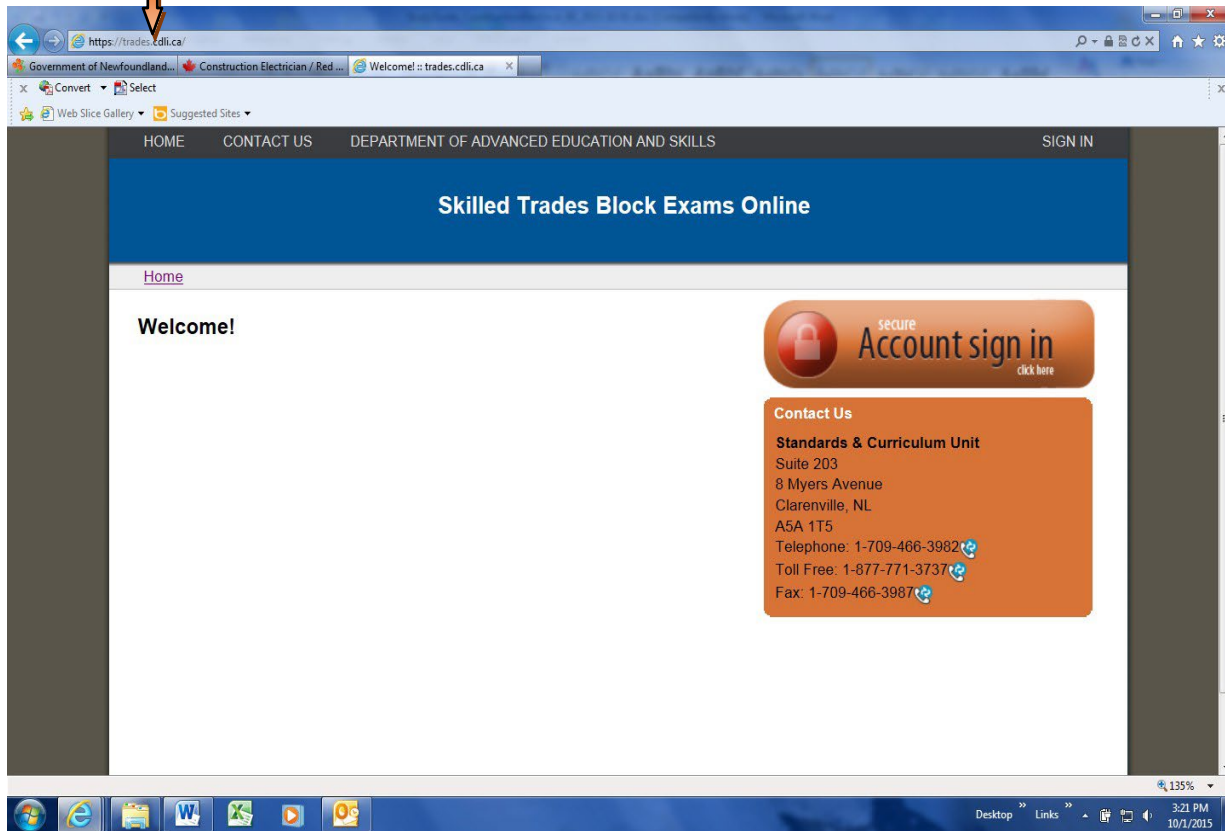 https://trades.cdli.ca/
Government of Newfoundland... Construction Electrician / Red ... Welcome! :: trades.cdli.ca
x Convert Select
x
Web Slice Gallery Suggested Sites
HOME CONTACT US DEPARTMENT OF ADVANCED EDUCATION AND SKILLS SIGN IN
Skilled Trades Block Exams Online
Home
Welcome!
secure
Account sign in
click here
Contact Us
Standards & Curriculum Unit
Suite 203
8 Myers Avenue
Clarenville, NL
A5A 1T5
Telephone: 1-709-466-3982
Toll Free: 1-877-771-3737
Fax: 1-709-466-3987
135%
Desktop » Links »
3:21 PM
10/1/2015